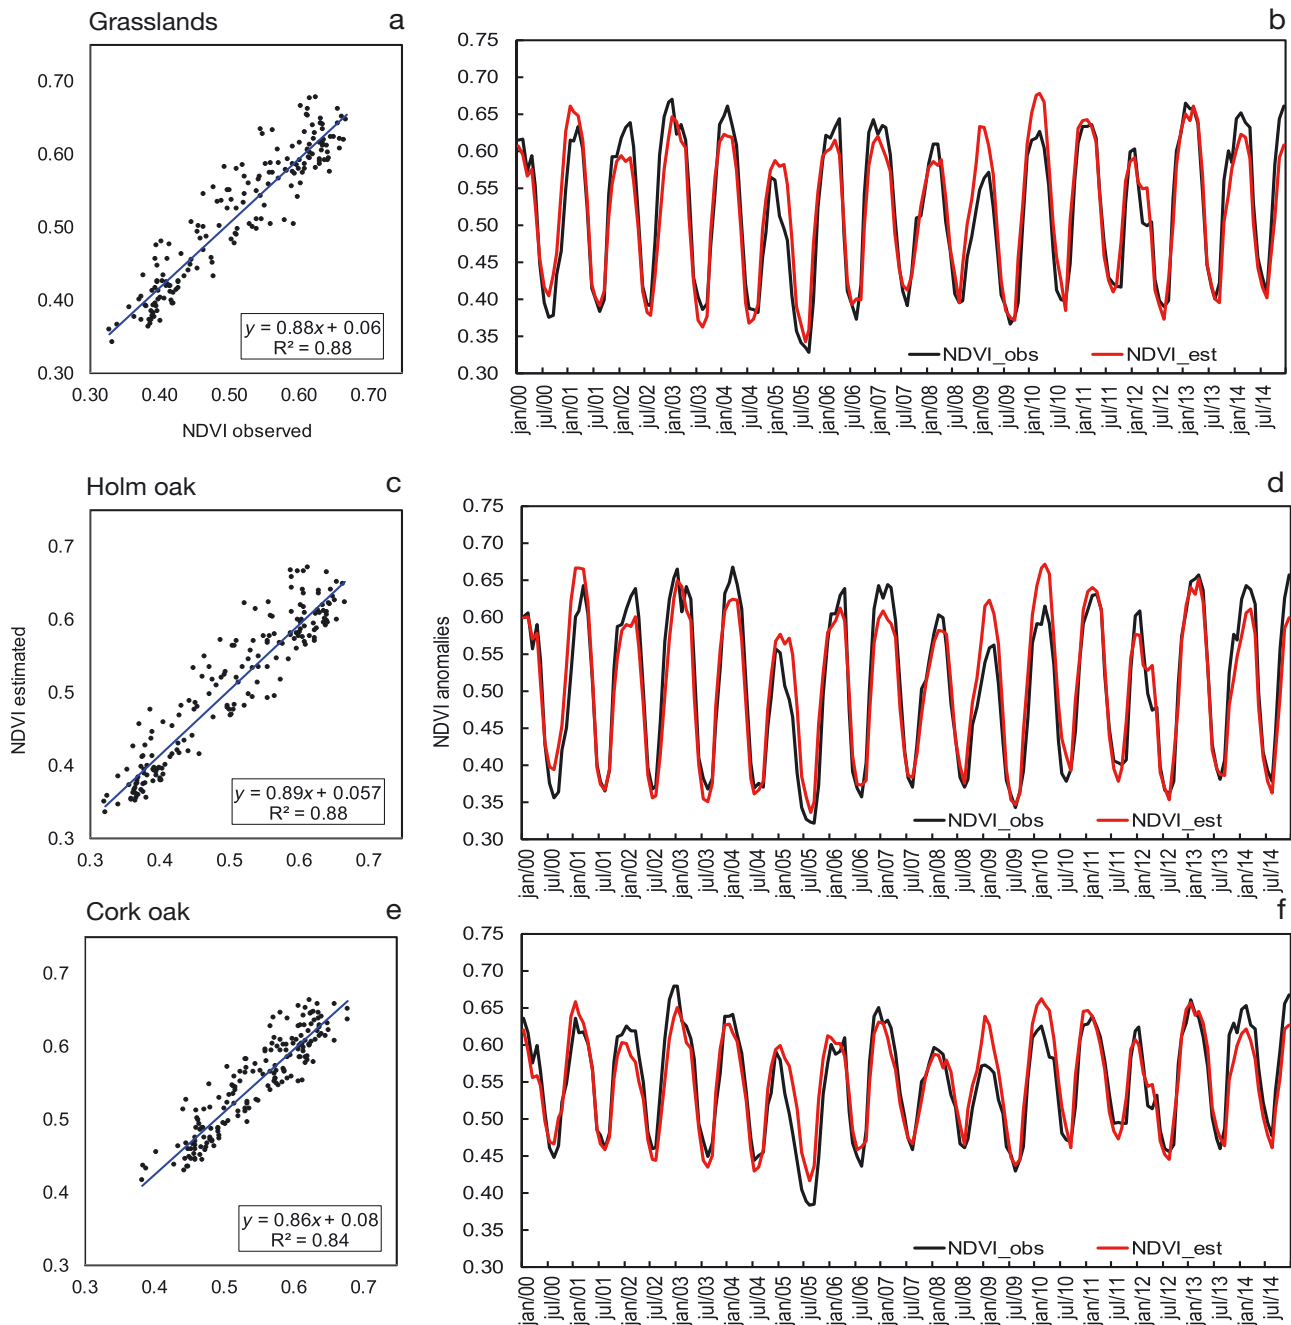 Grasslands
a
0.70
0.60
0.50
0.40
0.30
0.30 0.40 0.50 0.60 0.70
y = 0.88x + 0.06
R² = 0.88
NDVI observed
b
0.75
0.70
0.65
0.60
0.55
0.50
0.45
0.40
0.35
0.30
NDVI_obs NDVI_est
jan/00 jul/00 jan/01 jul/01 jan/02 jul/02 jan/03 jul/03 jan/04 jul/04 jan/05 jul/05 jan/06 jul/06 jan/07 jul/07 jan/08 jul/08 jan/09 jul/09 jan/10 jul/10 jan/11 jul/11 jan/12 jul/12 jan/13 jul/13 jan/14 jul/14
Holm oak
c
NDVI estimated
0.7
0.6
0.5
0.4
0.3
0.3 0.4 0.5 0.6 0.7
y = 0.89x + 0.057
R² = 0.88
d
NDVI anomalies
0.75
0.70
0.65
0.60
0.55
0.50
0.45
0.40
0.35
0.30
NDVI_obs NDVI_est
jan/00 jul/00 jan/01 jul/01 jan/02 jul/02 jan/03 jul/03 jan/04 jul/04 jan/05 jul/05 jan/06 jul/06 jan/07 jul/07 jan/08 jul/08 jan/09 jul/09 jan/10 jul/10 jan/11 jul/11 jan/12 jul/12 jan/13 jul/13 jan/14 jul/14
Cork oak
e
0.7
0.6
0.5
0.4
0.3
0.3 0.4 0.5 0.6 0.7
y = 0.86x + 0.08
R² = 0.84
f
0.75
0.70
0.65
0.60
0.55
0.50
0.45
0.40
0.35
0.30
NDVI_obs NDVI_est
jan/00 jul/00 jan/01 jul/01 jan/02 jul/02 jan/03 jul/03 jan/04 jul/04 jan/05 jul/05 jan/06 jul/06 jan/07 jul/07 jan/08 jul/08 jan/09 jul/09 jan/10 jul/10 jan/11 jul/11 jan/12 jul/12 jan/13 jul/13 jan/14 jul/14